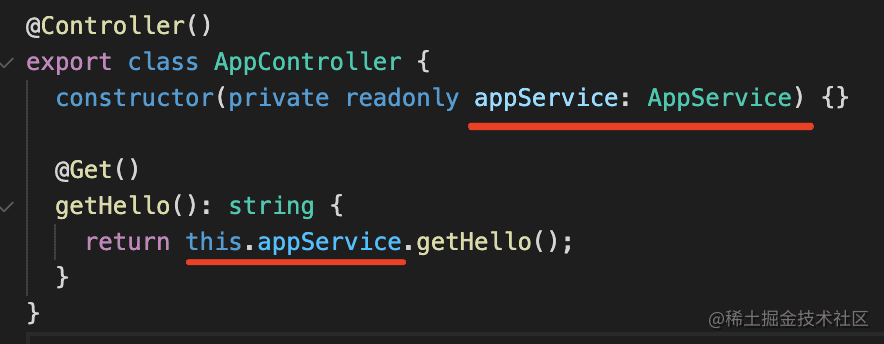 @Controller()
export class AppController {
  constructor(private readonly appService: AppService) {}

  @Get()
  getHello(): string {
    return this.appService.getHello();
  }
}
@稀土掘金技术社区